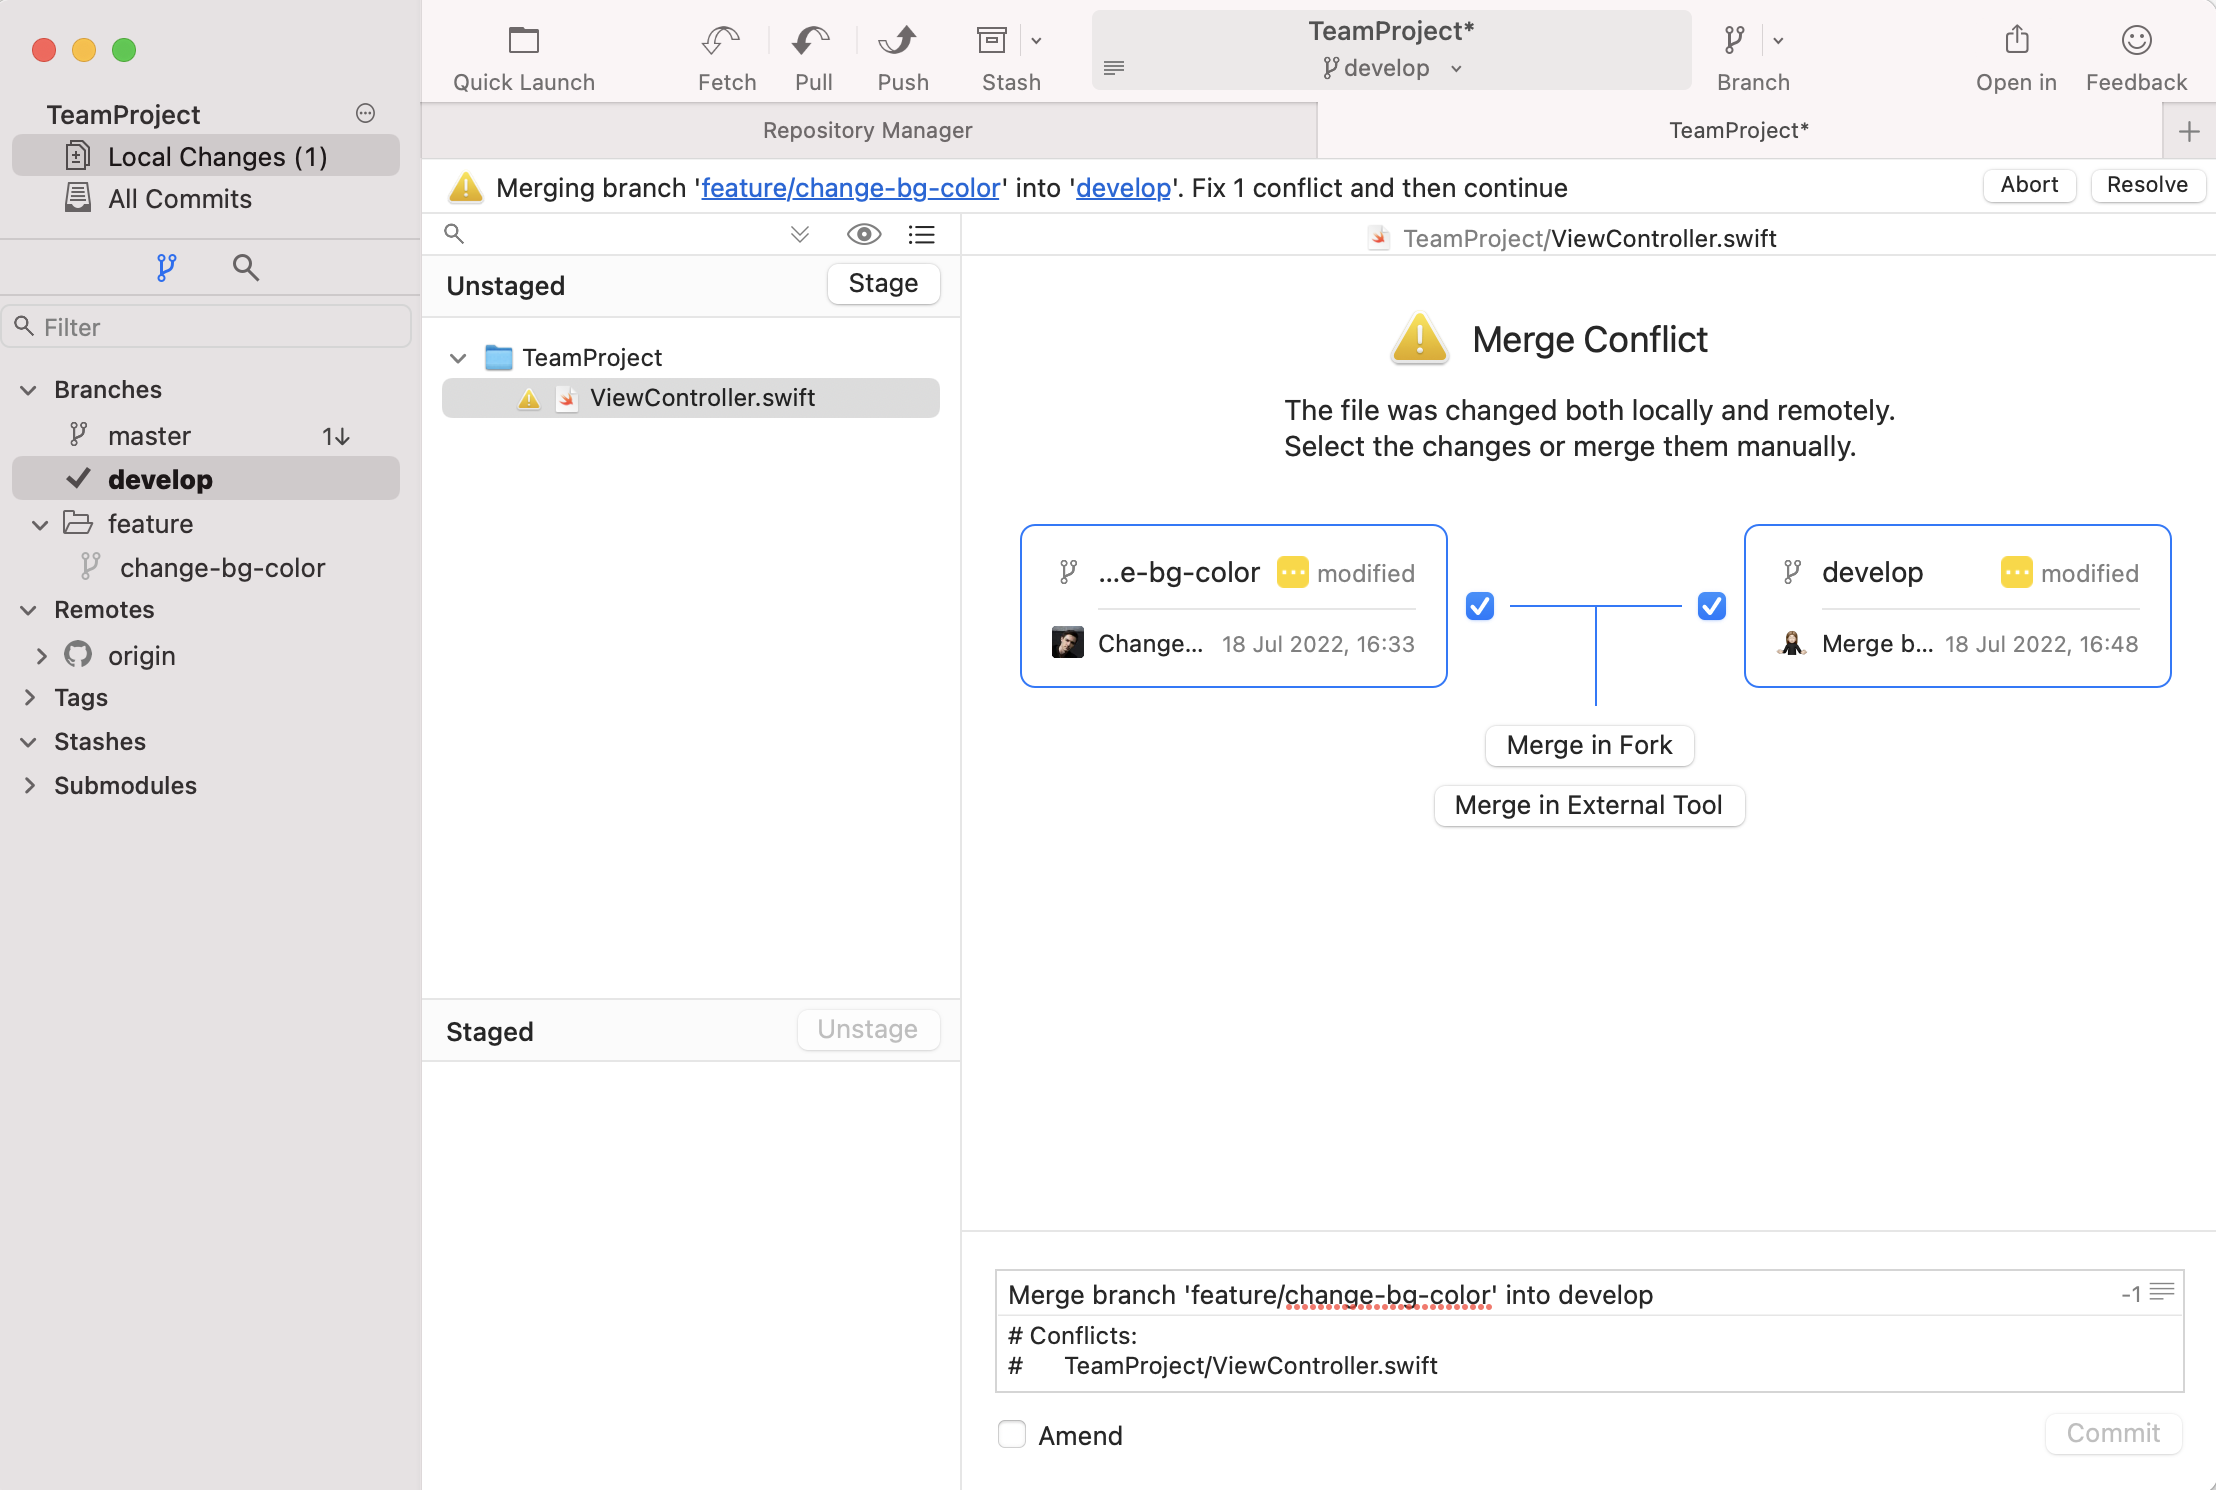 Quick Launch
Fetch
Pull
Push
Stash
TeamProject*
develop
Branch
Open in
Feedback
TeamProject
Local Changes (1)
All Commits
Filter
Branches
master 1↓
develop
feature
change-bg-color
Remotes
origin
Tags
Stashes
Submodules
Repository Manager
TeamProject*
Merging branch 'feature/change-bg-color' into 'develop'. Fix 1 conflict and then continue
Abort
Resolve
Unstaged
Stage
TeamProject
ViewController.swift
Staged
Unstage
TeamProject/ViewController.swift
Merge Conflict
The file was changed both locally and remotely.
Select the changes or merge them manually.
...e-bg-color modified
Change... 18 Jul 2022, 16:33
develop modified
Merge b... 18 Jul 2022, 16:48
Merge in Fork
Merge in External Tool
Merge branch 'feature/change-bg-color' into develop -1
# Conflicts:
# TeamProject/ViewController.swift
Amend
Commit